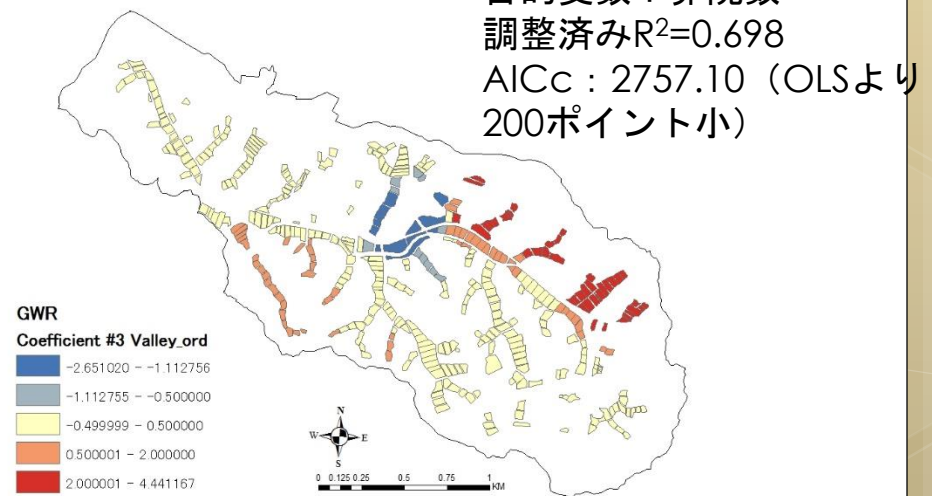 調整済みR²=0.698
AICc：2757.10（OLSより
200ポイント小）
GWR
Coefficient #3 Valley_ord
-2.651020 - -1.112756
-1.112755 - -0.500000
-0.499999 - 0.500000
0.500001 - 2.000000
2.000001 - 4.441167
N
W E
S
0 0.125 0.25 0.5 0.75 1
KM